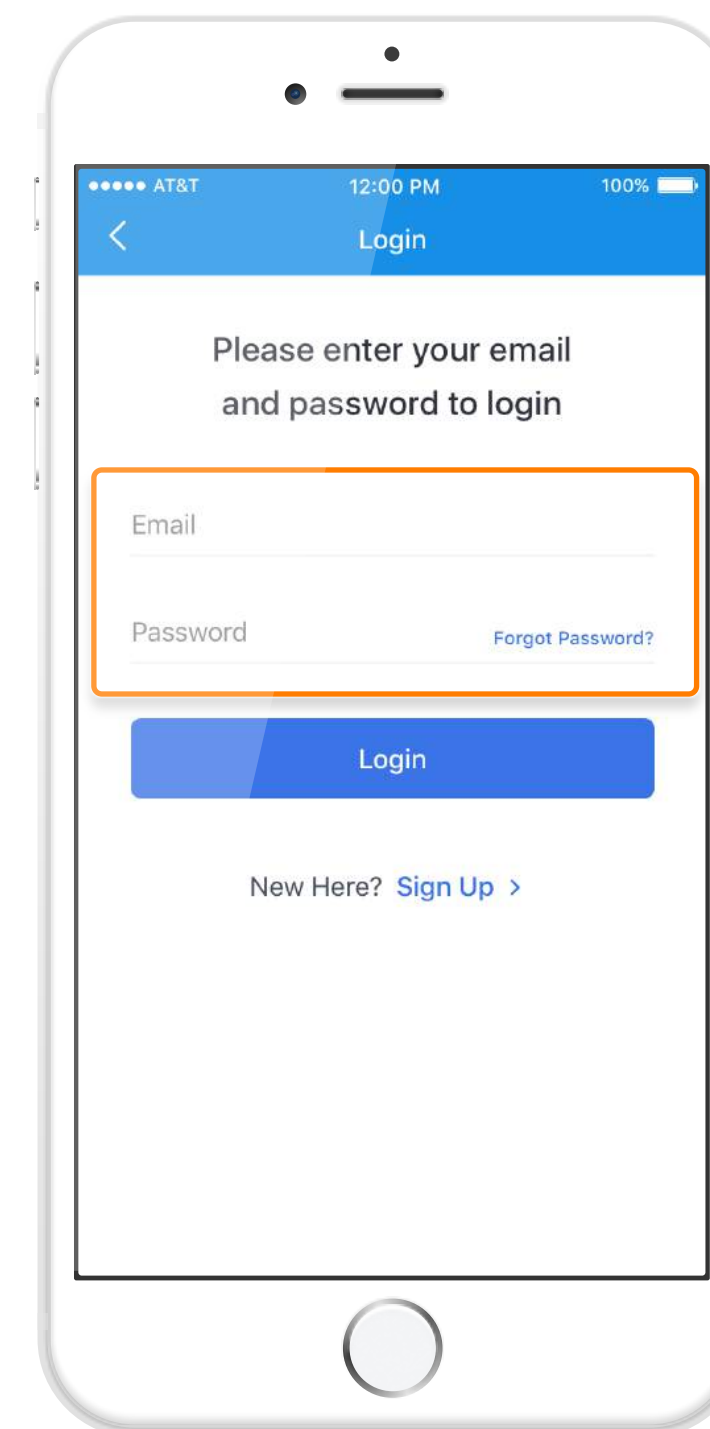 AT&T 12:00 PM 100%
Login
Please enter your email
and password to login
Email
Password Forgot Password?
Login
New Here? Sign Up >